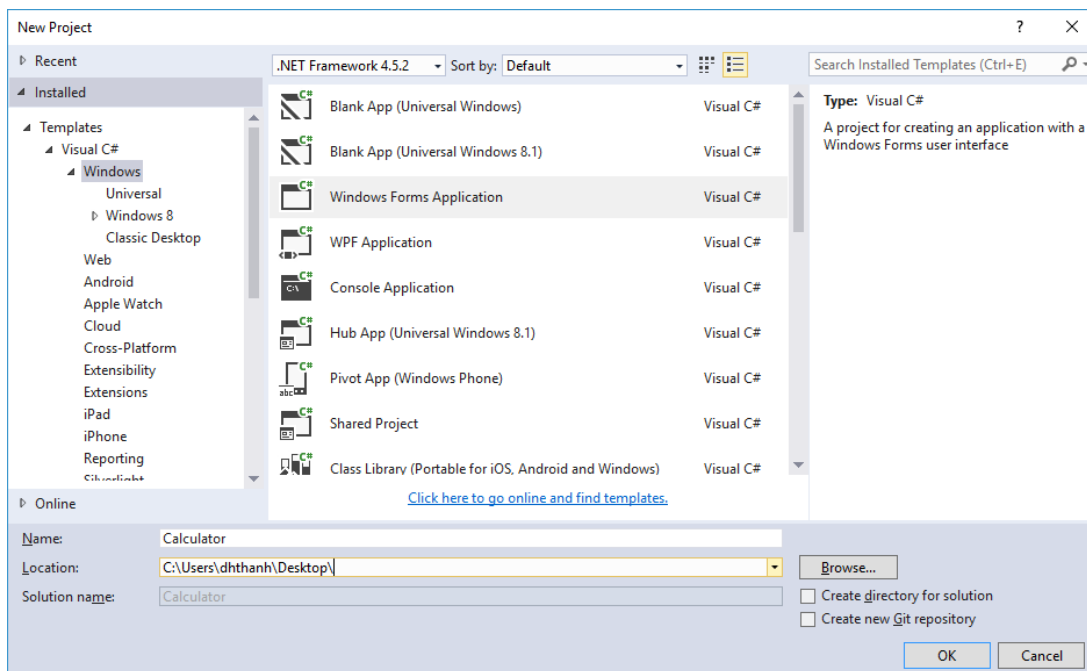 New Project
?
Recent
.NET Framework 4.5.2
Sort by:
Default
Search Installed Templates (Ctrl+E)
Installed
Templates
Visual C#
Windows
Universal
Windows 8
Classic Desktop
Web
Android
Apple Watch
Cloud
Cross-Platform
Extensibility
Extensions
iPad
iPhone
Reporting
Silverlight
Online
C# Blank App (Universal Windows) Visual C#
C# Blank App (Universal Windows 8.1) Visual C#
C# Windows Forms Application Visual C#
C# WPF Application Visual C#
C# C:\ Console Application Visual C#
C# Hub App (Universal Windows 8.1) Visual C#
C# abc Pivot App (Windows Phone) Visual C#
C# Shared Project Visual C#
C# Class Library (Portable for iOS, Android and Windows) Visual C#
Click here to go online and find templates.
Type: Visual C#
A project for creating an application with a
Windows Forms user interface
Name: Calculator
Location: C:\Users\dhthanh\Desktop\
Browse...
Solution name: Calculator
Create directory for solution
Create new Git repository
OK
Cancel